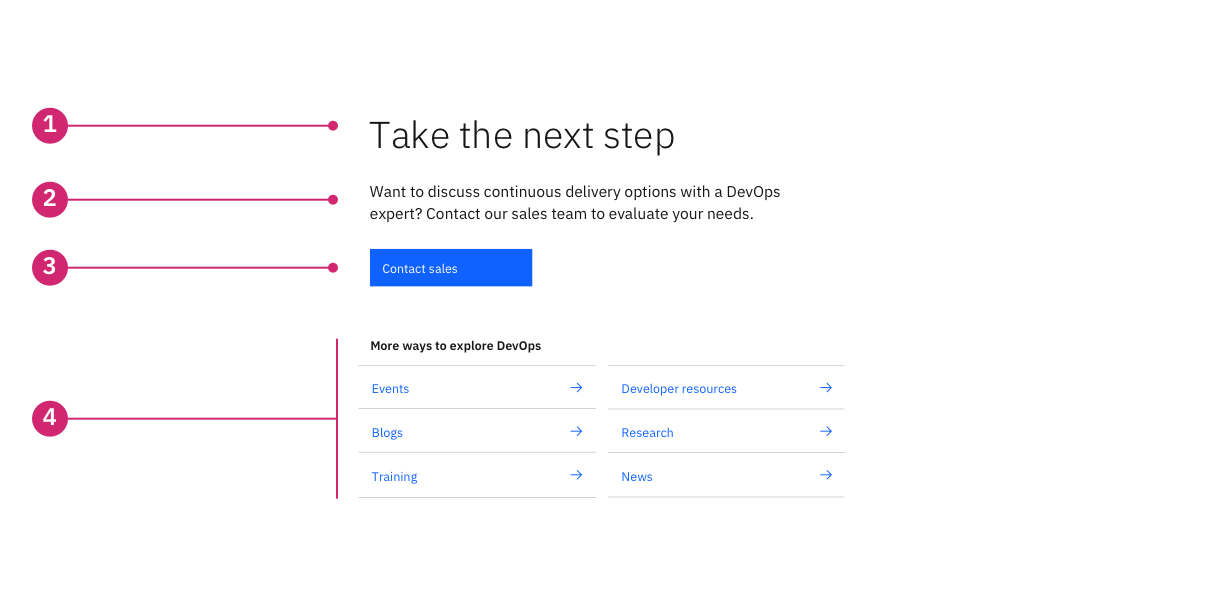 1
Take the next step
2
Want to discuss continuous delivery options with a DevOps
expert? Contact our sales team to evaluate your needs.
3
Contact sales
4
More ways to explore DevOps
Events
Developer resources
Blogs
Research
Training
News